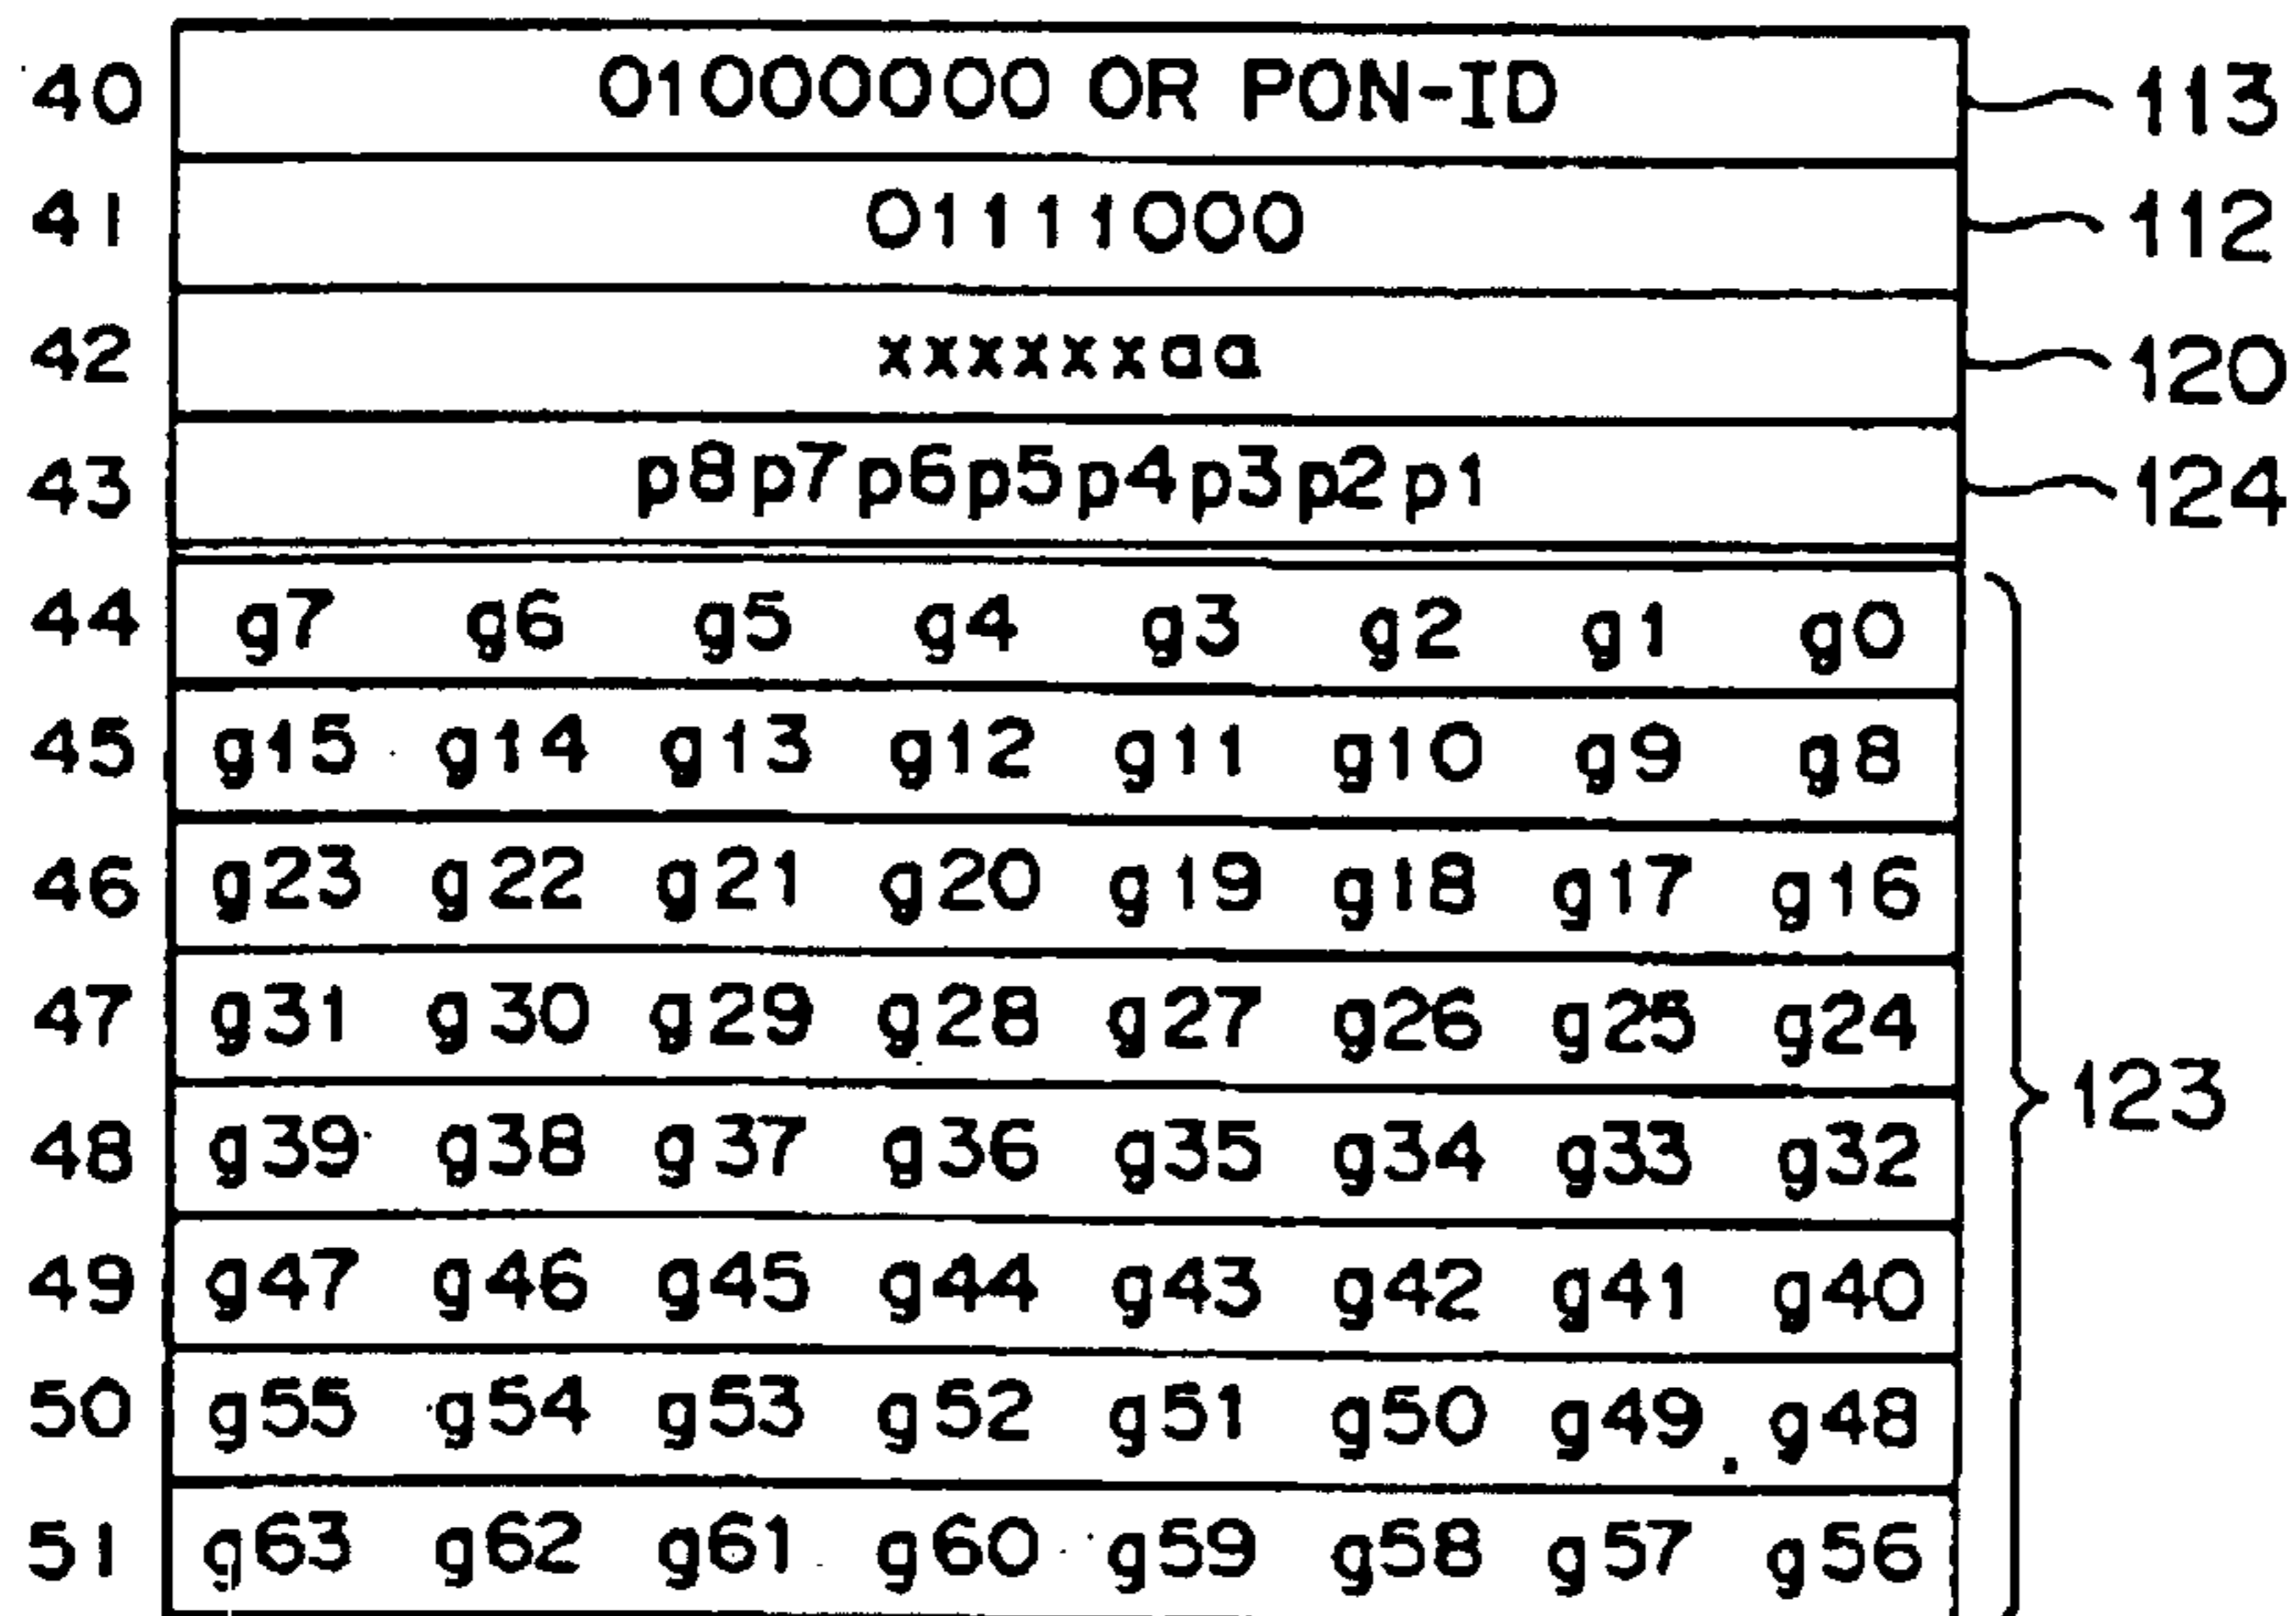 40 01000000 OR PON-ID 113
41 01111000 112
42 xxxxxxaa 120
43 p8p7p6p5p4p3p2p1 124
44 g7 g6 g5 g4 g3 g2 g1 g0
45 g15 g14 g13 g12 g11 g10 g9 g8
46 g23 g22 g21 g20 g19 g18 g17 g16
47 g31 g30 g29 g28 g27 g26 g25 g24
123
48 g39 g38 g37 g36 g35 g34 g33 g32
49 g47 g46 g45 g44 g43 g42 g41 g40
50 g55 g54 g53 g52 g51 g50 g49 g48
51 g63 g62 g61 g60 g59 g58 g57 g56